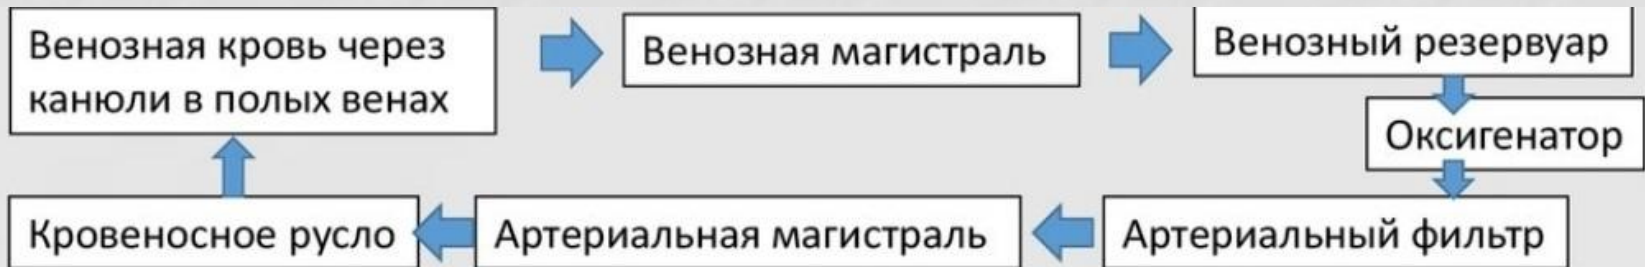 Венозная кровь через
канюли в полых венах
Венозная магистраль
Венозный резервуар
Оксигенатор
Артериальный фильтр
Артериальная магистраль
Кровеносное русло